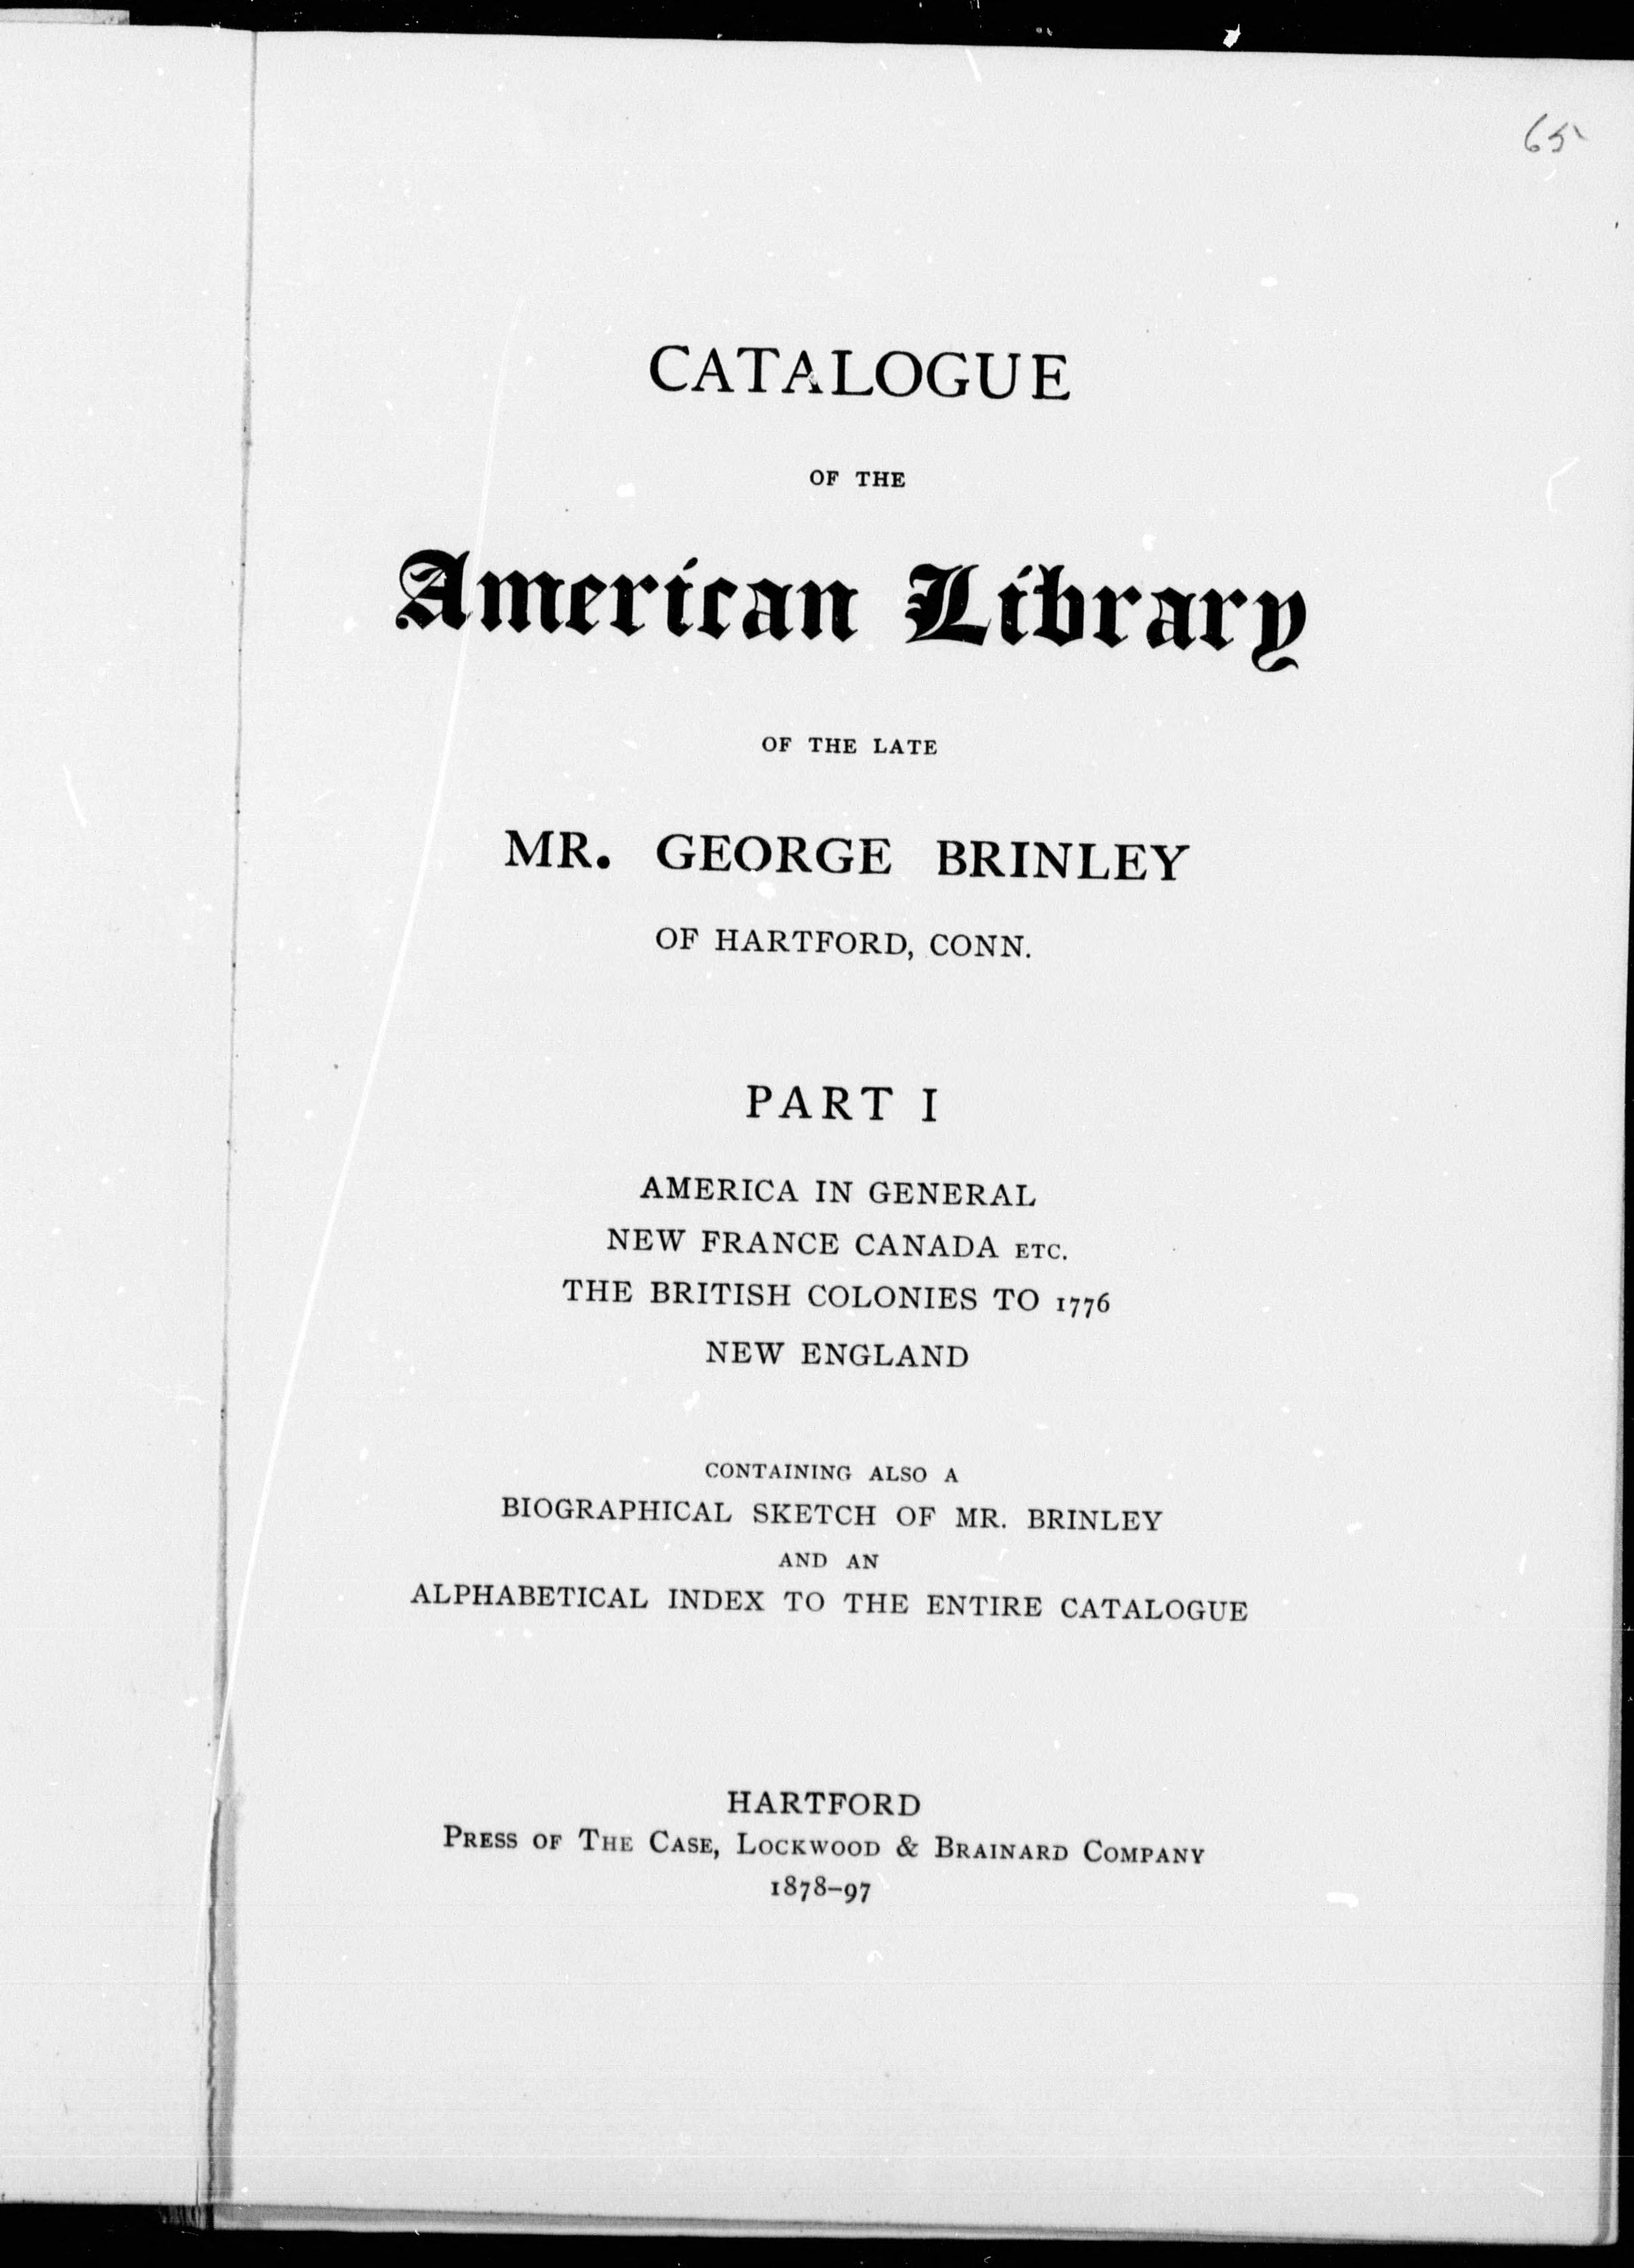 65
CATALOGUE
OF THE
American Library
OF THE LATE
MR. GEORGE BRINLEY
OF HARTFORD, CONN.
PART I
AMERICA IN GENERAL
NEW FRANCE CANADA ETC.
THE BRITISH COLONIES TO 1776
NEW ENGLAND
CONTAINING ALSO A
BIOGRAPHICAL SKETCH OF MR. BRINLEY
AND AN
ALPHABETICAL INDEX TO THE ENTIRE CATALOGUE
HARTFORD
PRESS OF THE CASE, LOCKWOOD & BRAINARD COMPANY
1878–97